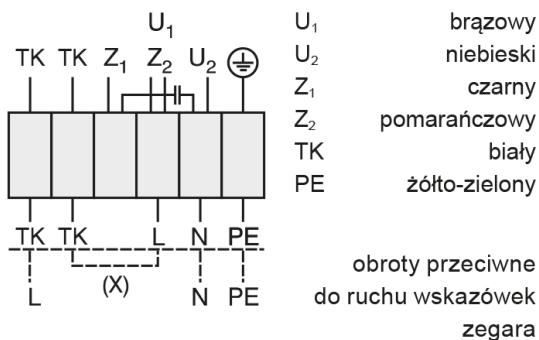 U₁
TK TK Z₁ Z₂ U₂
TK TK L N PE
(X)
L N PE
U₁ brązowy
U₂ niebieski
Z₁ czarny
Z₂ pomarańczowy
TK biały
PE żółto-zielony
obroty przeciwne
do ruchu wskazówek
zegara